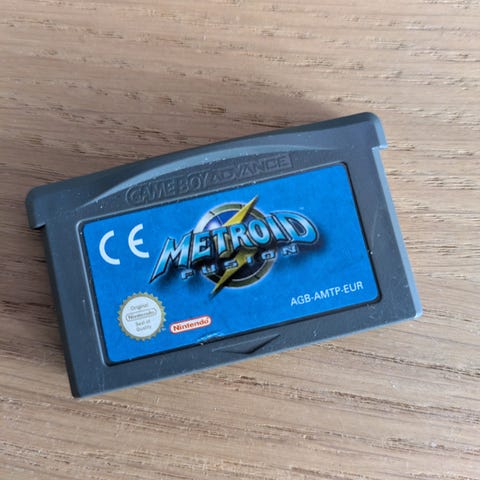 GAME BOY ADVANCE
CE
METROID
FUSION
AGB-AMTP-EUR
Original
Nintendo
Seal of
Quality
Nintendo